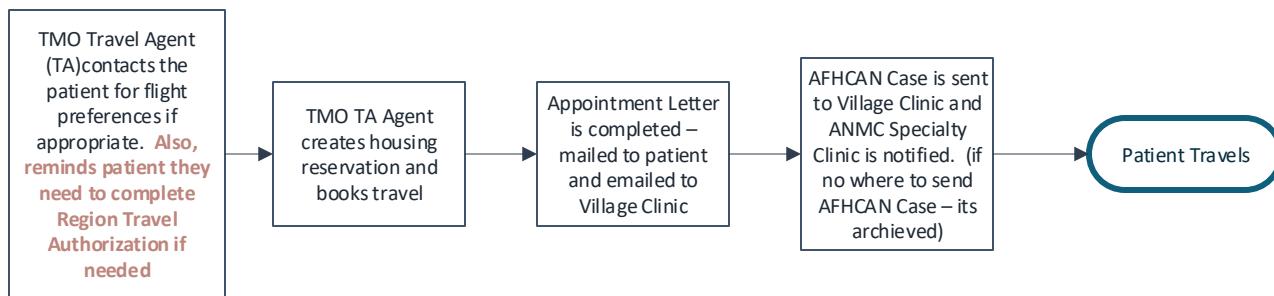 TMO Travel Agent
(TA)contacts the
patient for flight
preferences if
appropriate. Also,
reminds patient they
need to complete
Region Travel
Authorization if
needed
TMO TA Agent
creates housing
reservation and
books travel
Appointment Letter
is completed –
mailed to patient
and emailed to
Village Clinic
AFHCAN Case is sent
to Village Clinic and
ANMC Specialty
Clinic is notified. (if
no where to send
AFHCAN Case – its
archieved)
Patient Travels